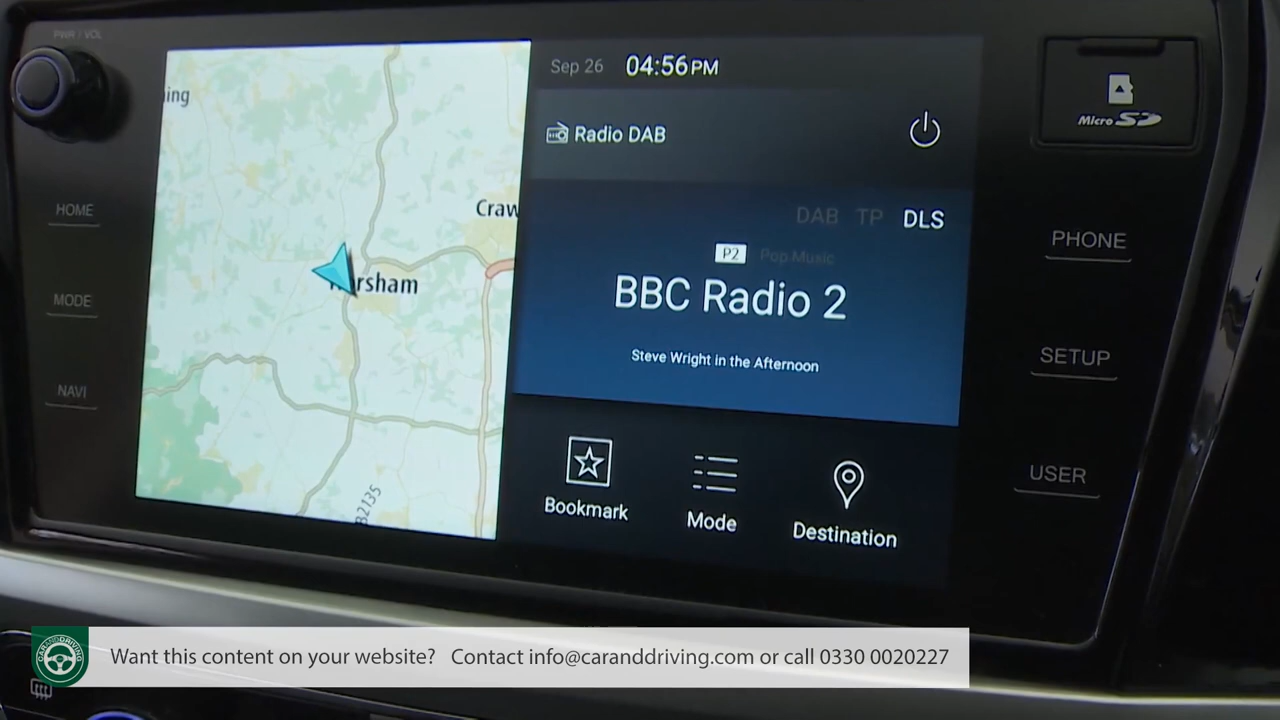 PWR / VOL
HOME
MODE
NAVI
ing
Craw
rsham
B2135
Sep 26 04:56PM
Radio DAB
DAB TP DLS
P2 Pop Music
BBC Radio 2
Steve Wright in the Afternoon
Bookmark
Mode
Destination
Micro SD
PHONE
SETUP
USER
CARANDDRIVING
Want this content on your website? Contact info@caranddriving.com or call 0330 0020227